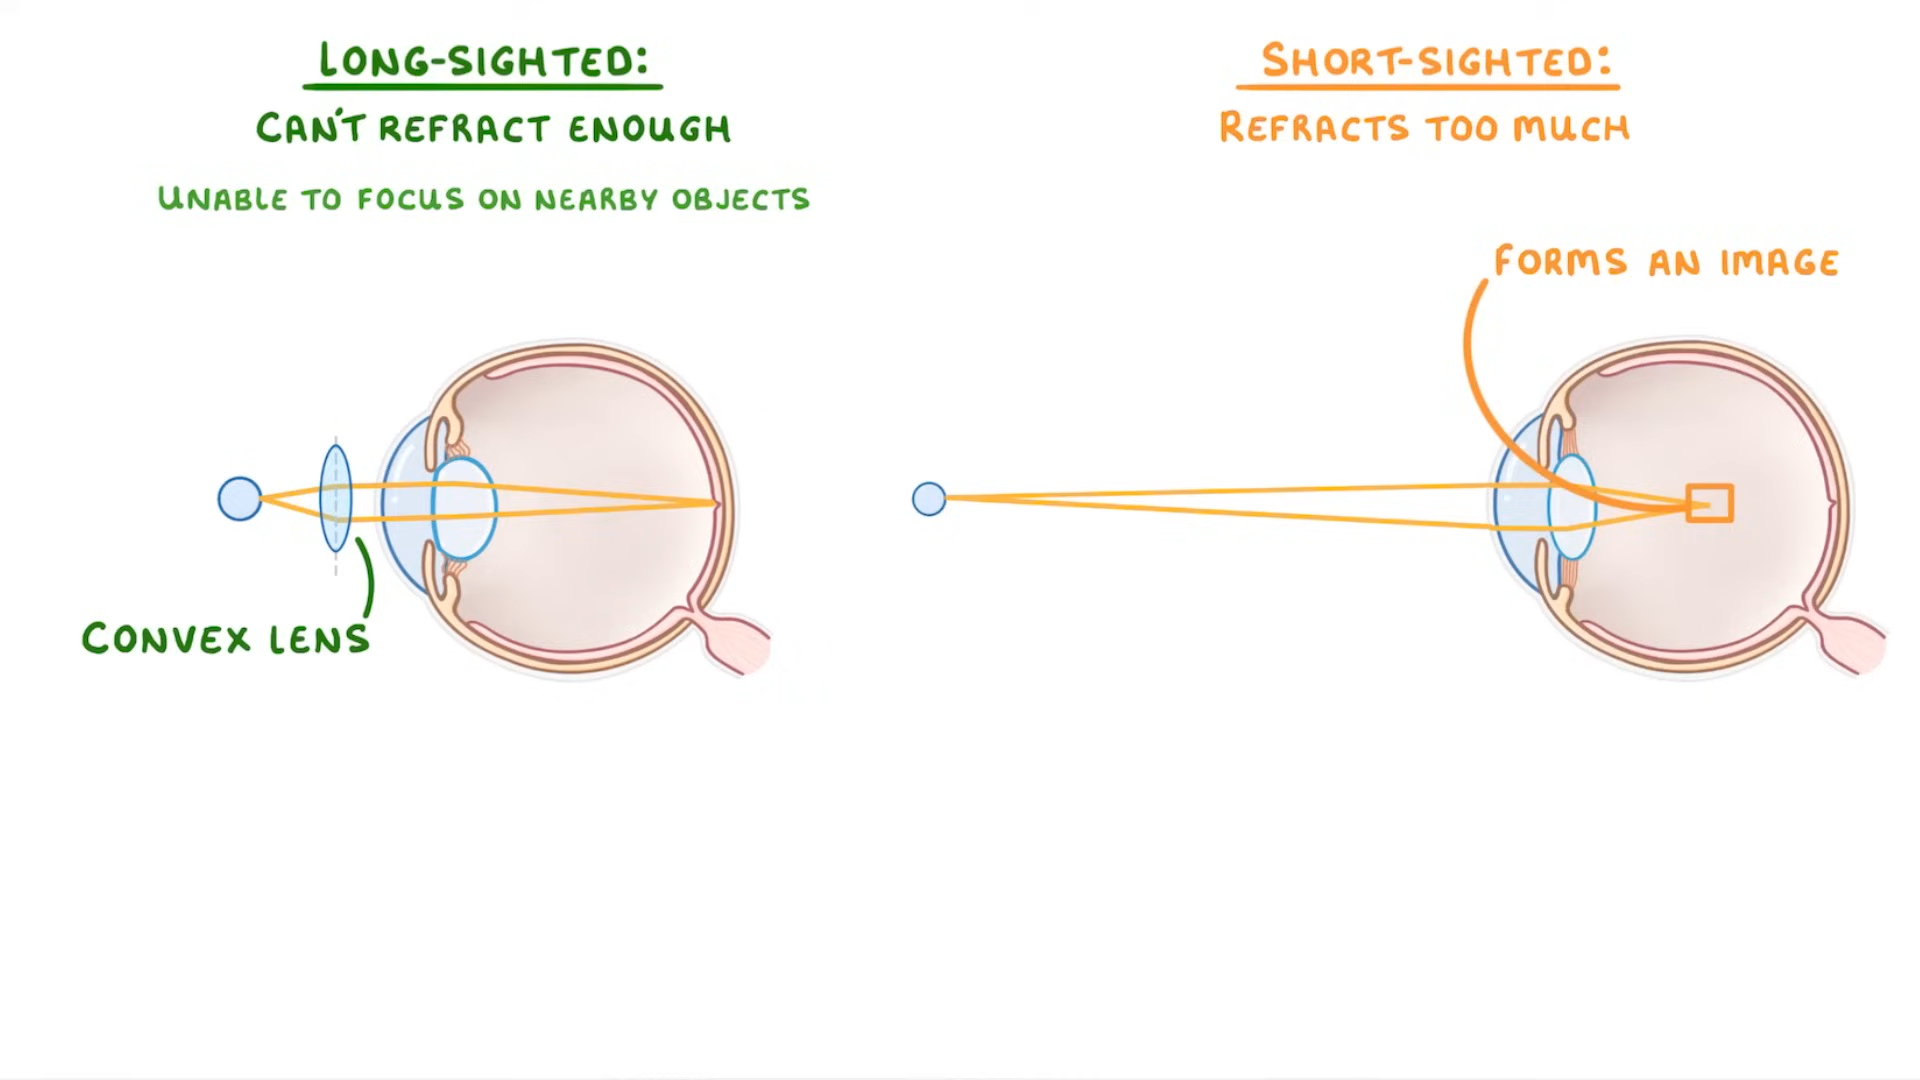 LONG-SIGHTED:
CAN'T REFRACT ENOUGH
UNABLE TO FOCUS ON NEARBY OBJECTS
CONVEX LENS
SHORT-SIGHTED:
REFRACTS TOO MUCH
FORMS AN IMAGE